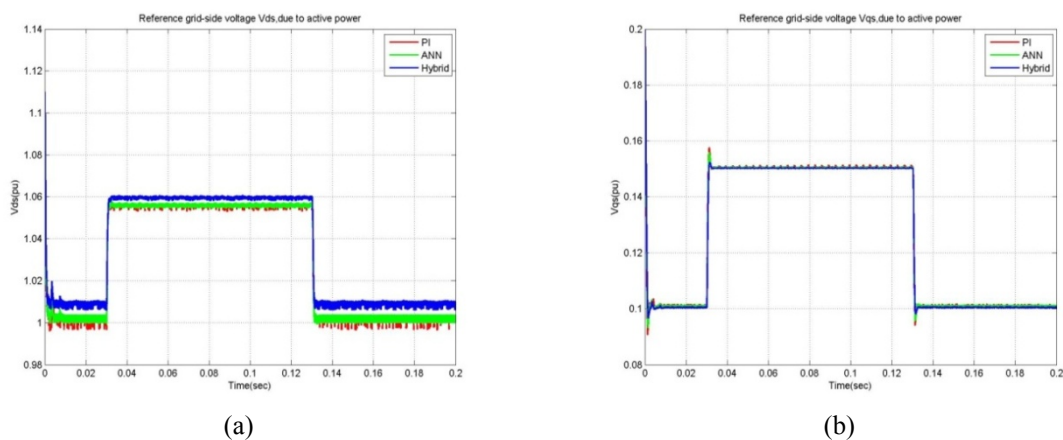 Reference grid-side voltage Vds,due to active power
1.14
1.12
1.1
1.08
1.06
1.04
1.02
1
0.98
Vds(pu)
PI
ANN
Hybrid
0 0.02 0.04 0.06 0.08 0.1 0.12 0.14 0.16 0.18 0.2
Time(sec)
(a)
Reference grid-side voltage Vqs,due to active power
0.2
0.18
0.16
0.14
0.12
0.1
0.08
Vqs(pu)
PI
ANN
Hybrid
0 0.02 0.04 0.06 0.08 0.1 0.12 0.14 0.16 0.18 0.2
Time(sec)
(b)